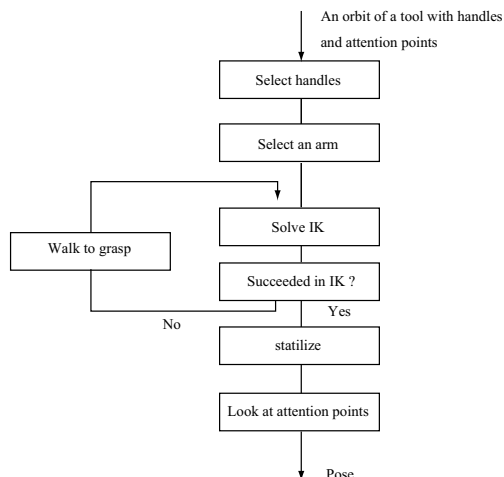 An orbit of a tool with handles
and attention points
Select handles
Select an arm
Solve IK
Walk to grasp
Succeeded in IK ?
No
Yes
statilize
Look at attention points
Pose